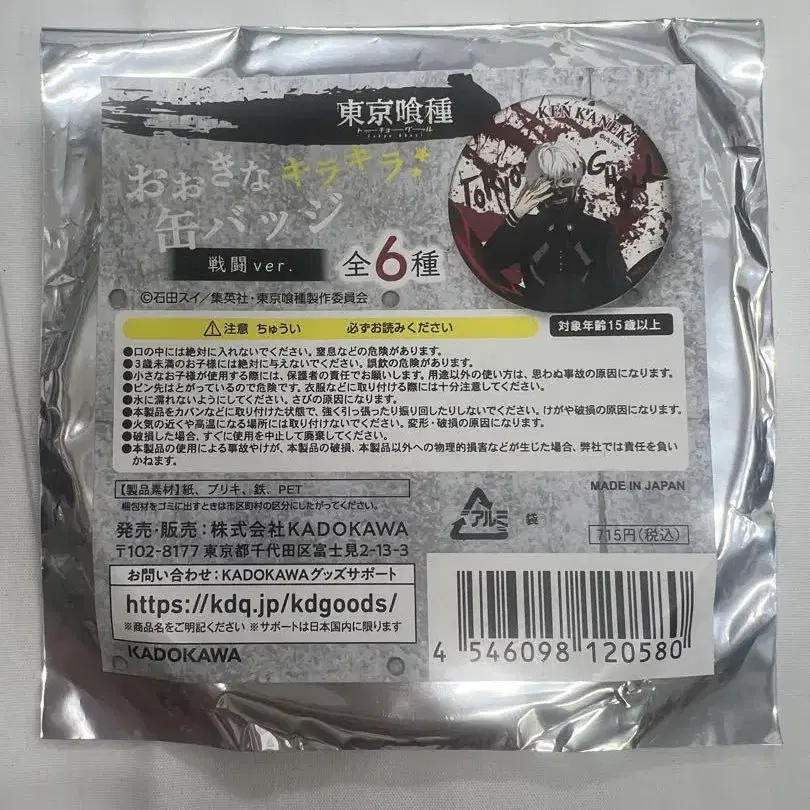 東京喰種
トーキョーグール
Tokyo Ghoul
KEN KANEKI
TOKYO GHOUL
おおきなキラキラ
缶バッジ
戦闘ver.
全6種
©石田スイ/集英社・東京喰種製作委員会
注意 ちゅうい 必ずお読みください
対象年齢15歳以上
●口の中には絶対に入れないでください。窒息などの危険があります。
●3歳未満のお子様には絶対に与えないでください。誤飲の危険があります。
●小さなお子様が使用する際には、保護者の責任でお願いします。用途以外の使い方は、思わぬ事故の原因になります。
●ピン先はとがっているので危険です。衣服などに取り付ける際には十分注意してください。
●水に濡れないようにしてください。さびの原因になります。
●本製品をカバンなどに取り付けた状態で、強く引っ張ったり振り回したりしないでください。けがや破損の原因になります。
●火気の近くや高温になる場所には取り付けないでください。変形・破損の原因になります。
●破損した場合、すぐに使用を中止して廃棄してください。
●本製品の使用による事故やけが、本製品の破損、本製品以外への物理的損害などが生じた場合、弊社では責任を負い
かねます。
【製品素材】紙、ブリキ、鉄、PET
梱包材をゴミに出すときは市区町村の区分にしたがってください。
MADE IN JAPAN
発売・販売:株式会社KADOKAWA
〒102-8177 東京都千代田区富士見2-13-3
アルミ 袋
715円(税込)
お問い合わせ:KADOKAWAグッズサポート
https://kdq.jp/kdgoods/
※商品名をご明記ください ※サポートは日本国内に限ります
KADOKAWA
4 546098 120580